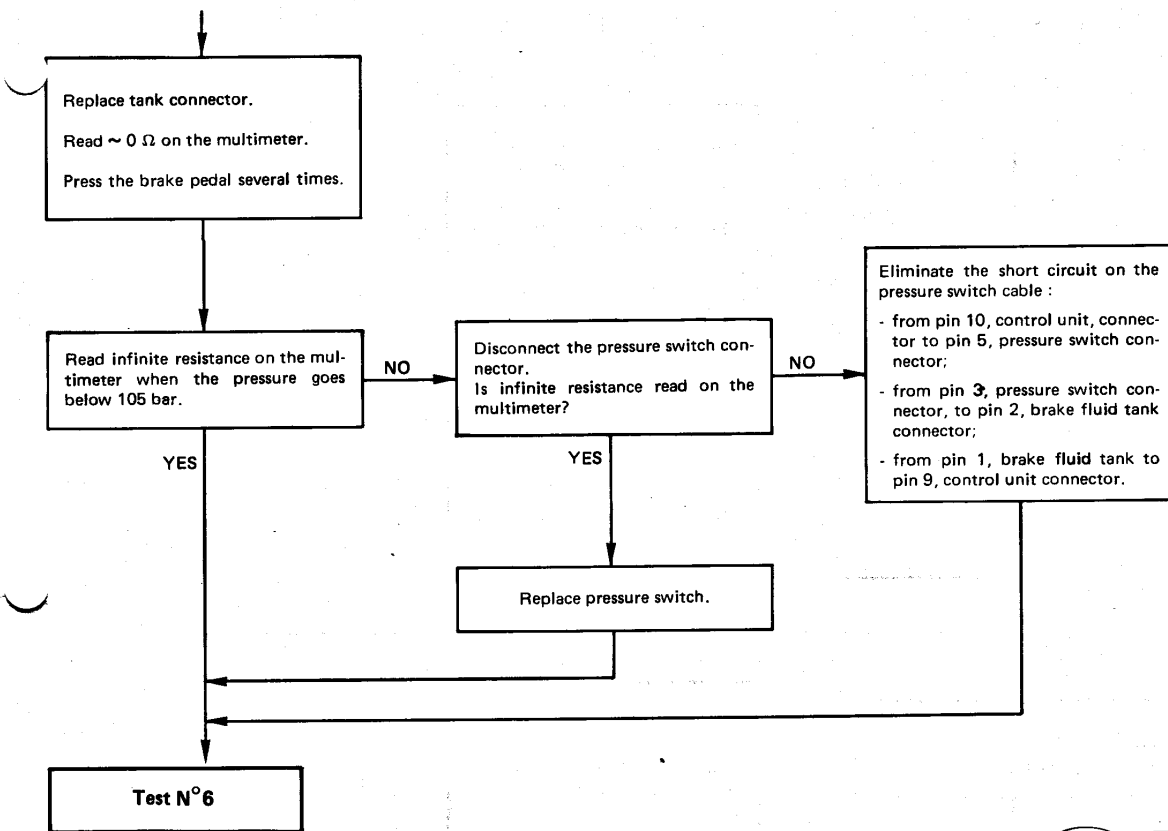 Replace tank connector.
Read ~ 0 Ω on the multimeter.
Press the brake pedal several times.
Read infinite resistance on the mul-
timeter when the pressure goes
below 105 bar.
NO
YES
Disconnect the pressure switch con-
nector.
Is infinite resistance read on the
multimeter?
NO
YES
Eliminate the short circuit on the
pressure switch cable :
- from pin 10, control unit, connec-
tor to pin 5, pressure switch con-
nector;
- from pin 3, pressure switch con-
nector, to pin 2, brake fluid tank
connector;
- from pin 1, brake fluid tank to
pin 9, control unit connector.
Replace pressure switch.
Test N°6